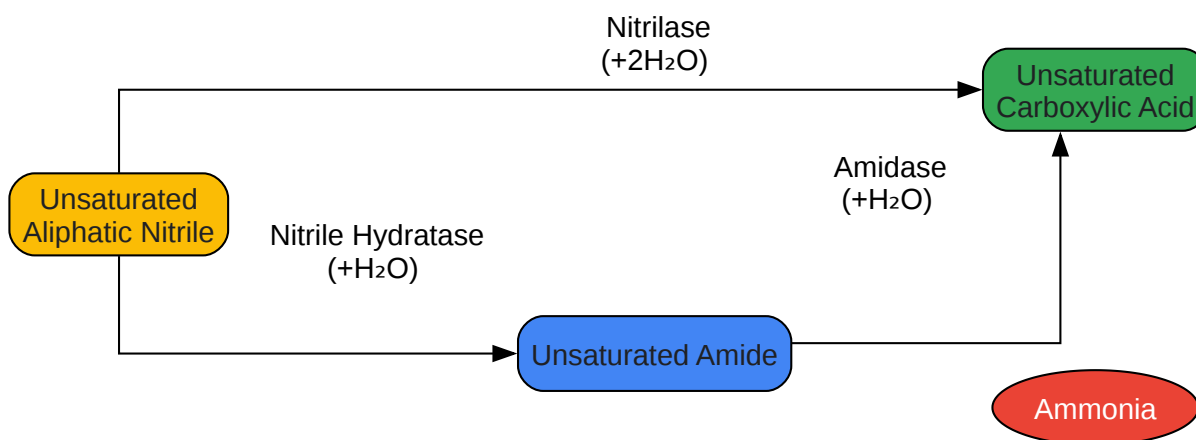 Nitrilase
(+2H₂O)
Unsaturated
Carboxylic Acid
Amidase
(+H₂O)
Unsaturated
Aliphatic Nitrile
Nitrile Hydratase
(+H₂O)
Unsaturated Amide
Ammonia